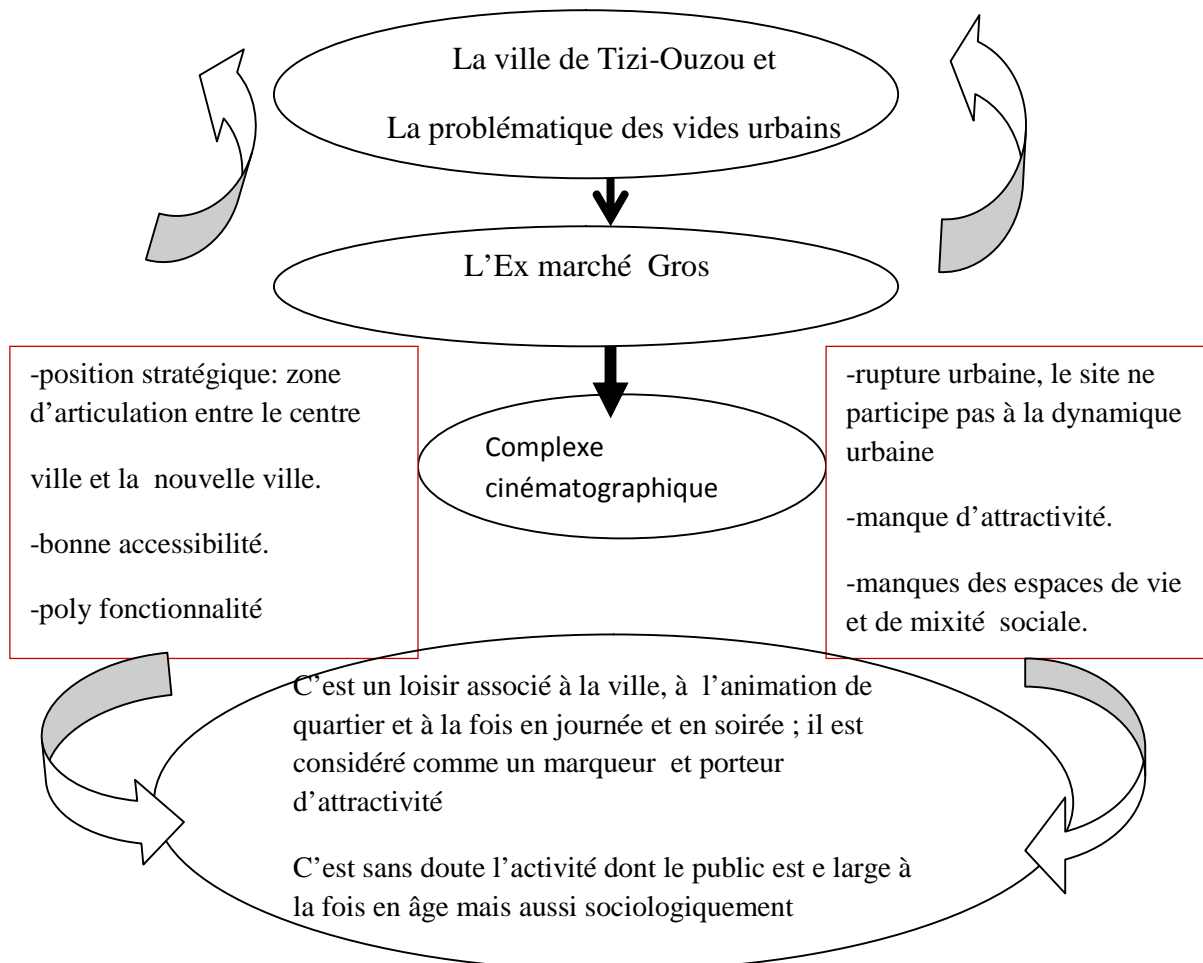 La ville de Tizi-Ouzou et
La problématique des vides urbains
L’Ex marché  Gros
-position stratégique: zone
d’articulation entre le centre
ville et la  nouvelle ville.
-bonne accessibilité.
-poly fonctionnalité
Complexe
cinématographique
-rupture urbaine, le site ne
participe pas à la dynamique
urbaine
-manque d’attractivité.
-manques des espaces de vie
et de mixité  sociale.
C’est un loisir associé à la ville, à  l’animation de
quartier et à la fois en journée et en soirée ; il est
considéré comme un marqueur  et porteur
d’attractivité
C’est sans doute l’activité dont le public est e large à
la fois en âge mais aussi sociologiquement